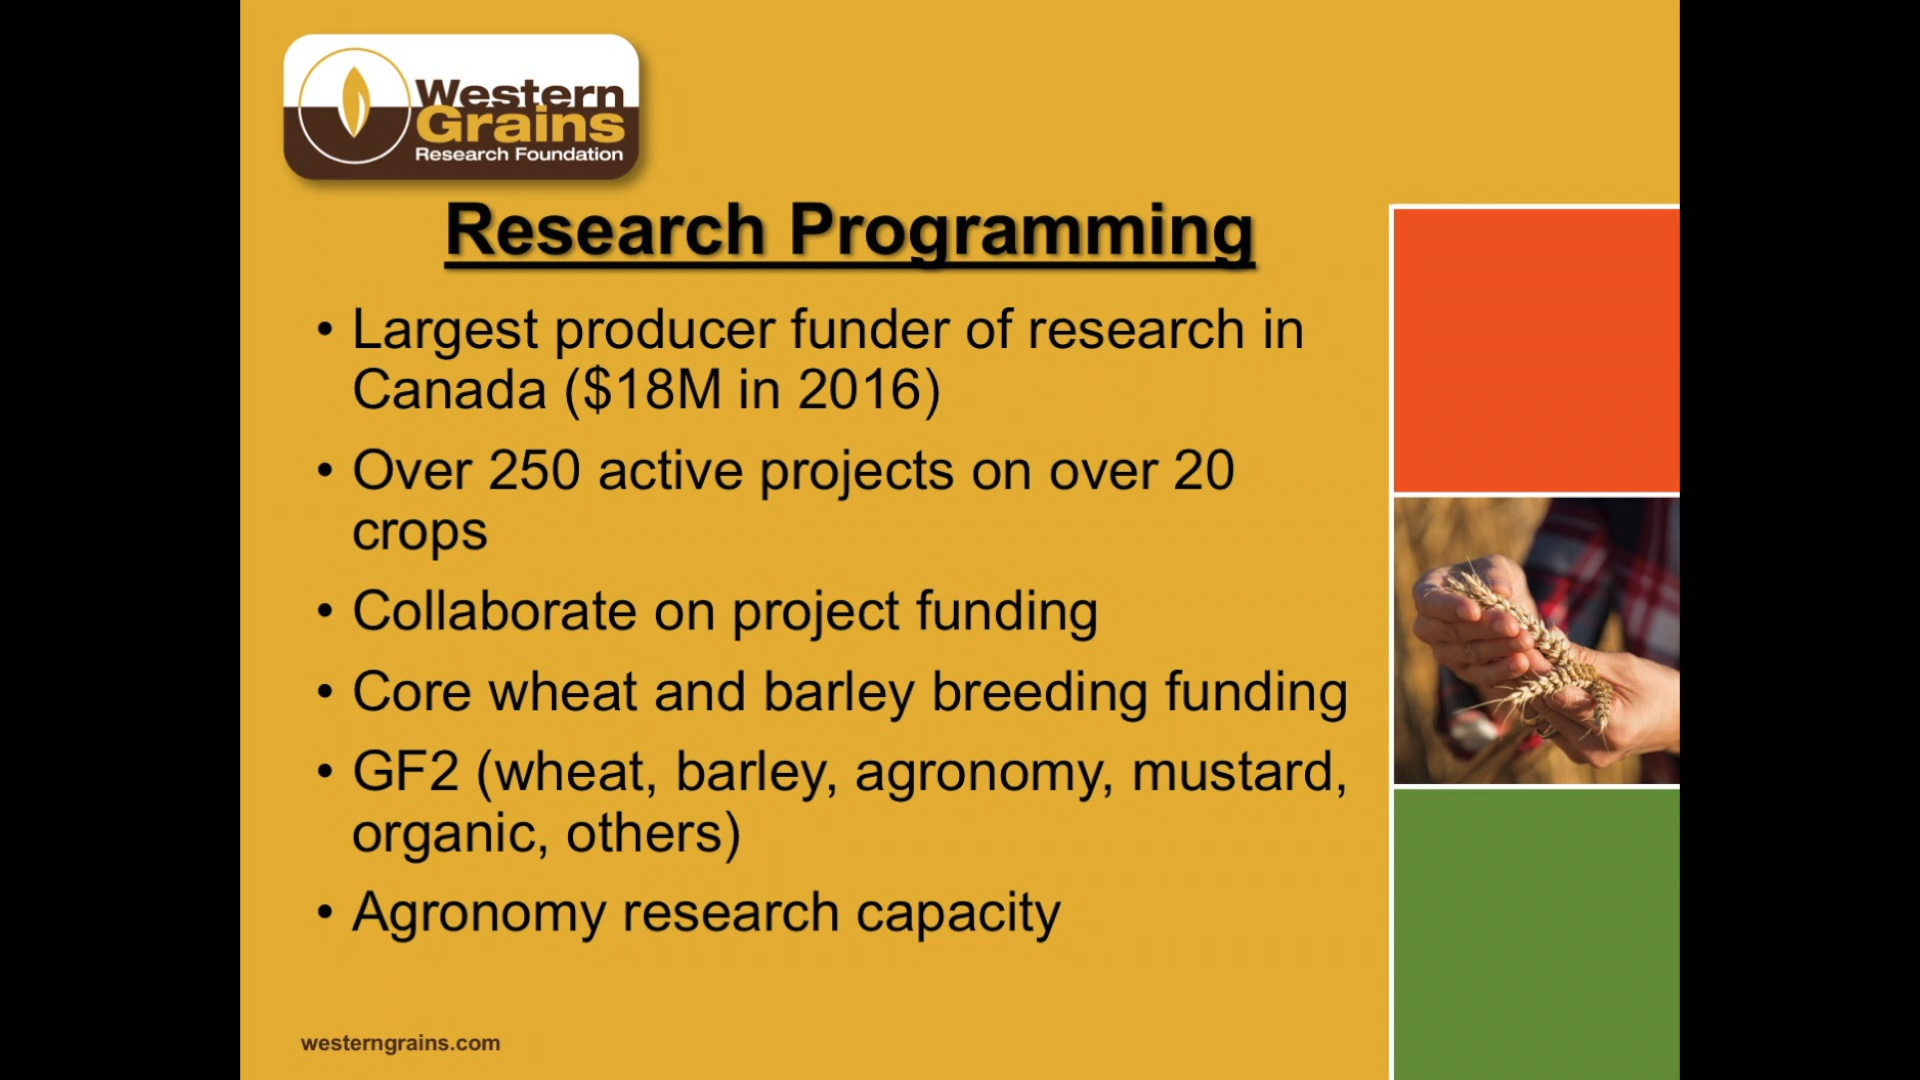 Western
Grains
Research Foundation
Research Programming
• Largest producer funder of research in
Canada ($18M in 2016)
• Over 250 active projects on over 20
crops
• Collaborate on project funding
• Core wheat and barley breeding funding
• GF2 (wheat, barley, agronomy, mustard,
organic, others)
• Agronomy research capacity
westerngrains.com